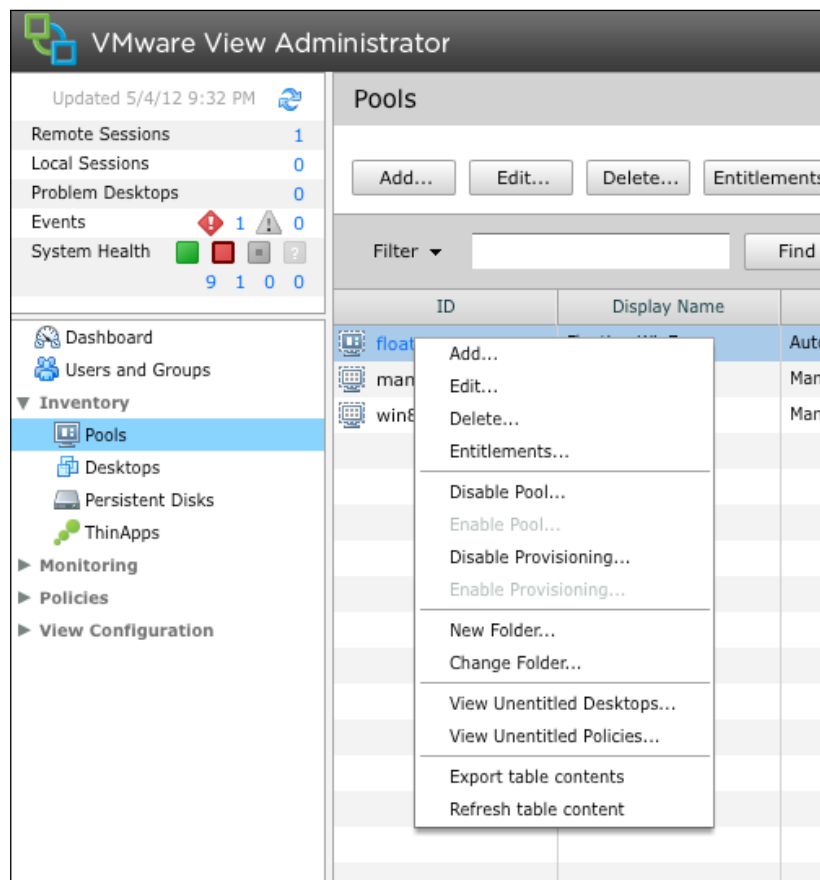 VMware View Administrator
Updated 5/4/12 9:32 PM
Remote Sessions 1
Local Sessions 0
Problem Desktops 0
Events 1 0
System Health ?
9 1 0 0
Dashboard
Users and Groups
Inventory
Pools
Desktops
Persistent Disks
ThinApps
Monitoring
Policies
View Configuration
Pools
Add... Edit... Delete... Entitlements
Filter Find
ID Display Name
float Auto
man Man
win8 Man
Add...
Edit...
Delete...
Entitlements...
Disable Pool...
Enable Pool...
Disable Provisioning...
Enable Provisioning...
New Folder...
Change Folder...
View Unentitled Desktops...
View Unentitled Policies...
Export table contents
Refresh table content